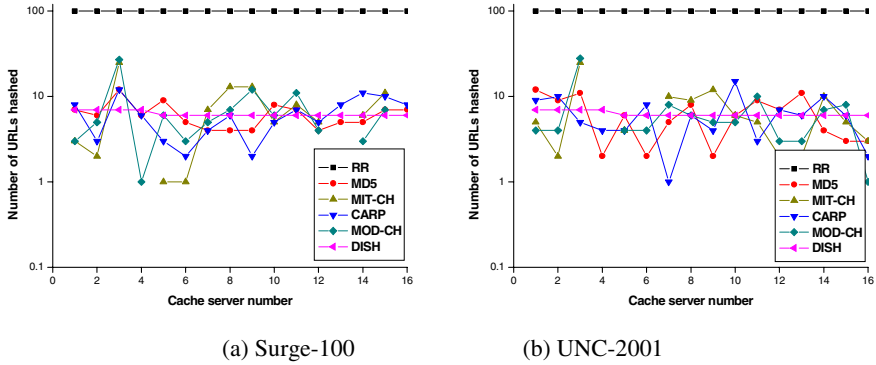 100
10
1
0.1
Number of URLs hashed
0 2 4 6 8 10 12 14 16
Cache server number
RR
MD5
MIT-CH
CARP
MOD-CH
DISH
(a) Surge-100
100
10
1
0.1
Number of URLs hashed
0 2 4 6 8 10 12 14 16
Cache server number
RR
MD5
MIT-CH
CARP
MOD-CH
DISH
(b) UNC-2001